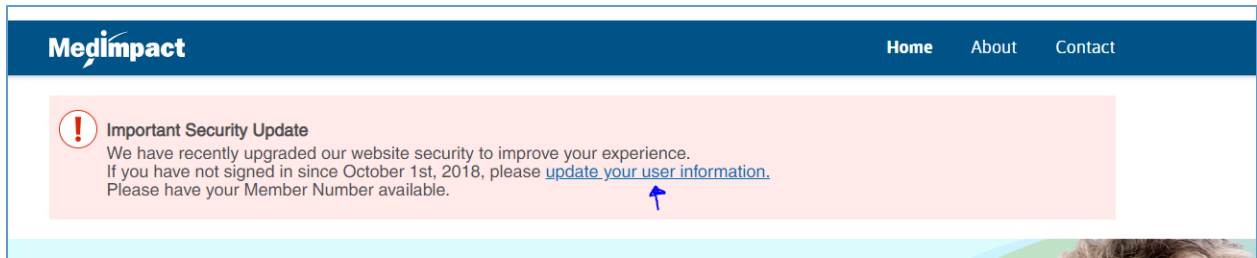 Medimpact
Home About Contact
Important Security Update
We have recently upgraded our website security to improve your experience.
If you have not signed in since October 1st, 2018, please update your user information.
Please have your Member Number available.